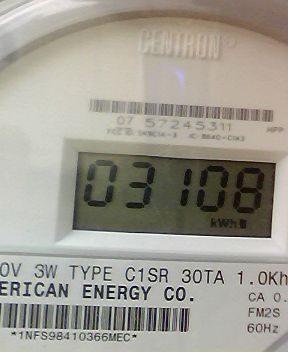 CENTRON®
07 57245311 HPP
03108
kWh
0V 3W TYPE C1SR 30TA 1.0Kh
ERICAN ENERGY CO.
CA 0.
FM2S
*1NFS98410366MEC* 60Hz